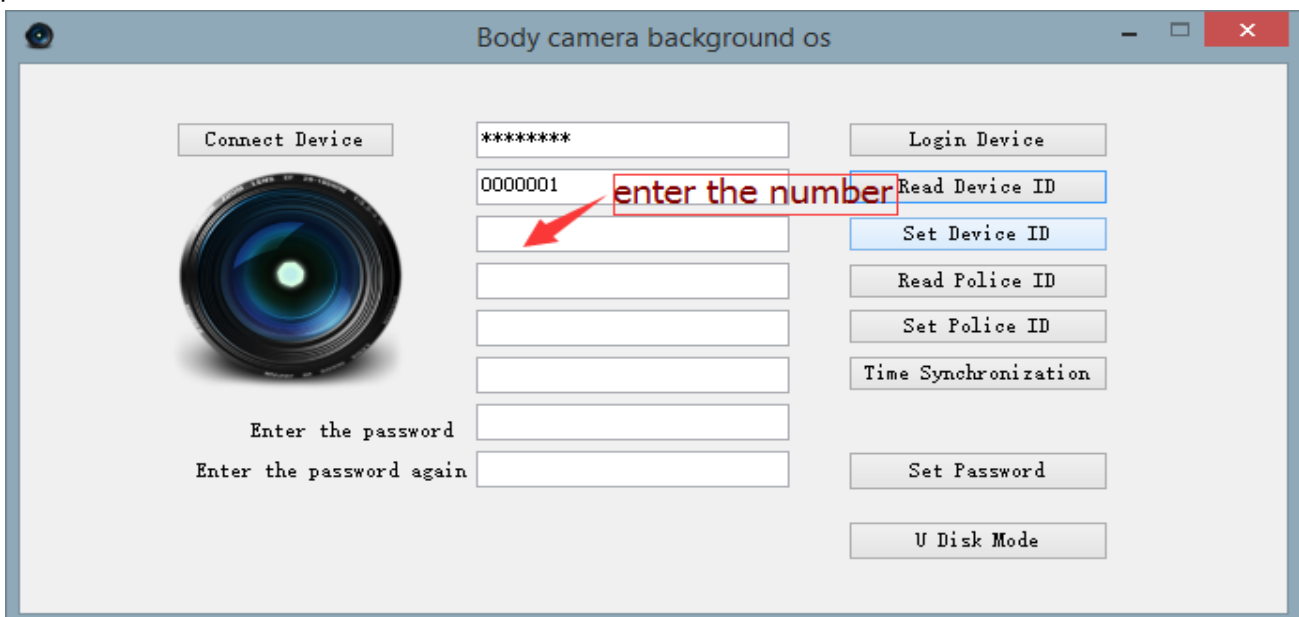 Body camera background os
Connect Device
********
Login Device
0000001
enter the number
Read Device ID
Set Device ID
Read Police ID
Set Police ID
Time Synchronization
Enter the password
Enter the password again
Set Password
U Disk Mode